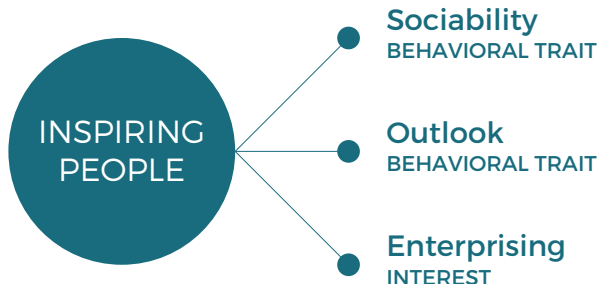 INSPIRING
PEOPLE
Sociability
BEHAVIORAL TRAIT
Outlook
BEHAVIORAL TRAIT
Enterprising
INTEREST